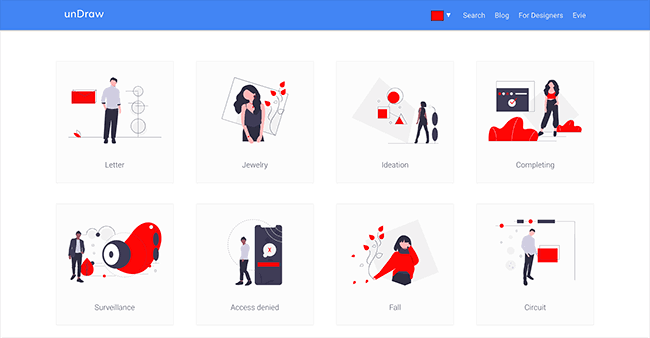 unDraw
Search Blog For Designers Evie
Letter Jewelry Ideation Completing
X
Surveillance Access denied Fall Circuit